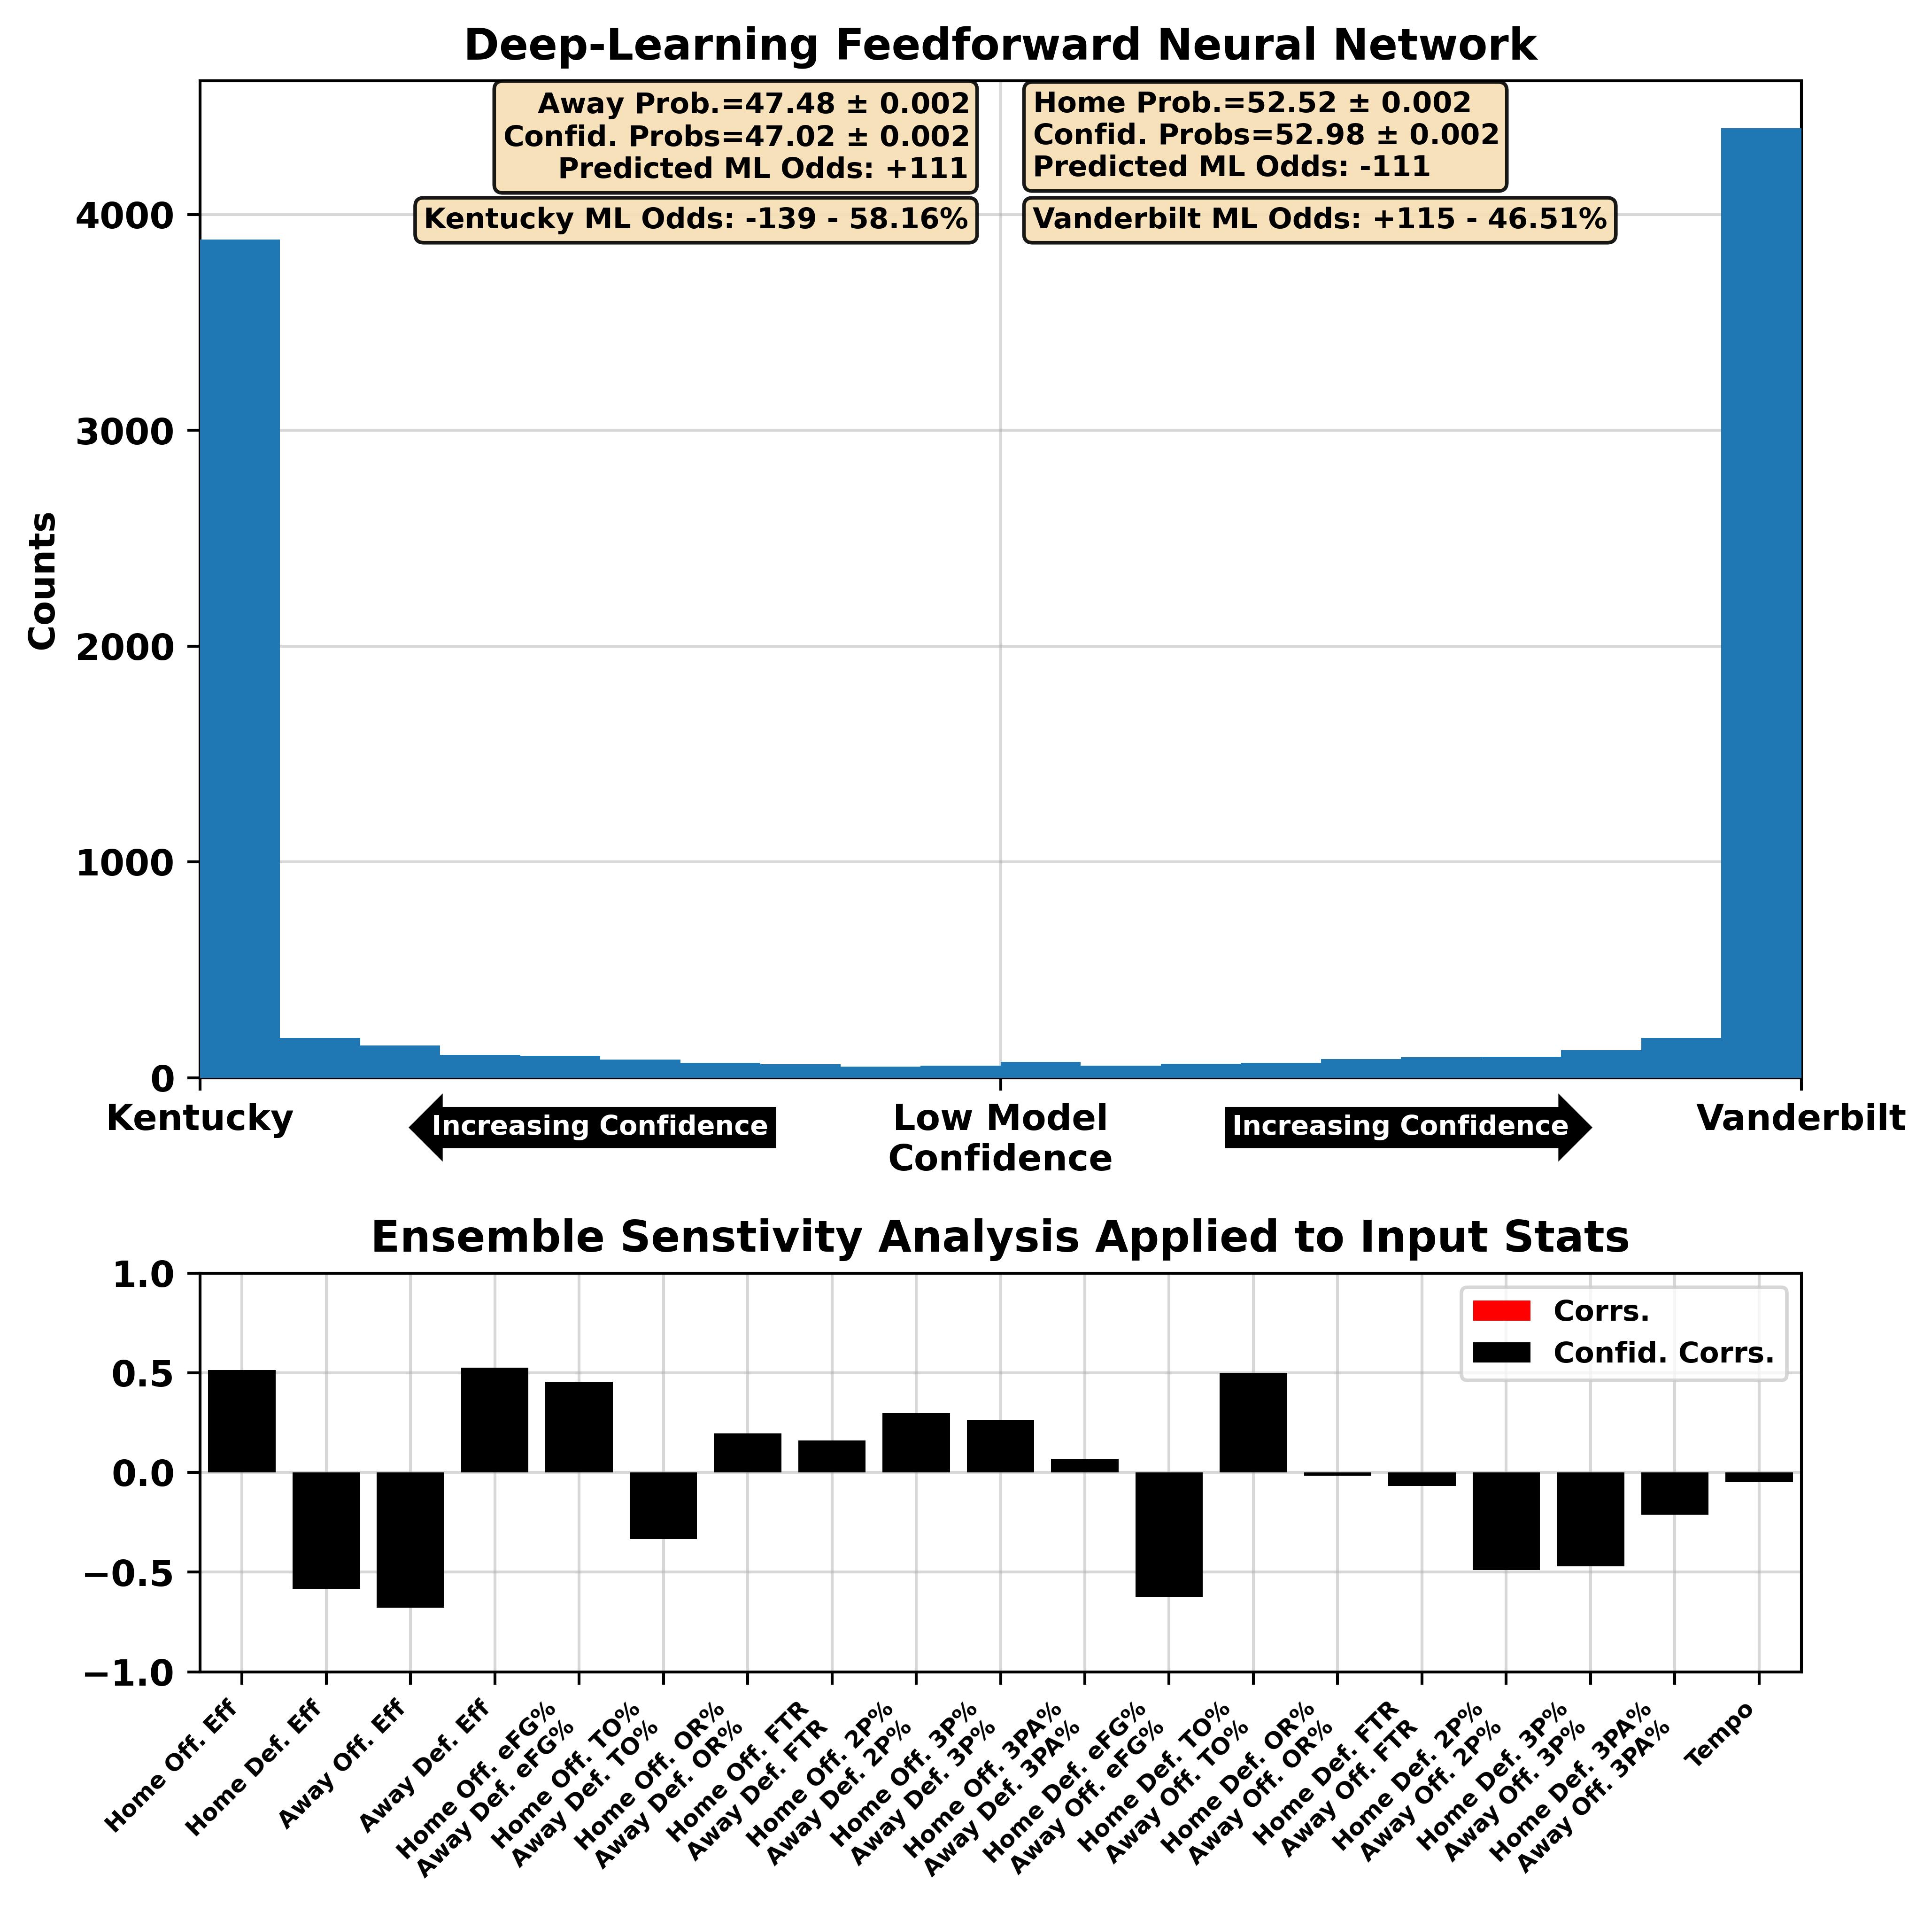 Deep-Learning Feedforward Neural Network
Away Prob.=47.48 ± 0.002
Confid. Probs=47.02 ± 0.002
Predicted ML Odds: +111
Kentucky ML Odds: -139 - 58.16%
Home Prob.=52.52 ± 0.002
Confid. Probs=52.98 ± 0.002
Predicted ML Odds: -111
Vanderbilt ML Odds: +115 - 46.51%
Counts
4000
3000
2000
1000
0
Kentucky
Increasing Confidence
Low Model
Confidence
Increasing Confidence
Vanderbilt
Ensemble Senstivity Analysis Applied to Input Stats
1.0
0.5
0.0
−0.5
−1.0
Corrs.
Confid. Corrs.
Home Off. Eff
Home Def. Eff
Away Off. Eff
Away Def. Eff
Home Off. eFG%
Away Def. eFG%
Home Off. TO%
Away Def. TO%
Home Off. OR%
Away Def. OR%
Home Off. FTR
Away Def. FTR
Home Off. 2P%
Away Def. 2P%
Home Off. 3P%
Away Def. 3P%
Home Off. 3PA%
Away Def. 3PA%
Home Def. eFG%
Away Off. eFG%
Home Def. TO%
Away Off. TO%
Home Def. OR%
Away Off. OR%
Home Def. FTR
Away Off. FTR
Home Def. 2P%
Away Off. 2P%
Home Def. 3P%
Away Off. 3P%
Home Def. 3PA%
Away Off. 3PA%
Tempo